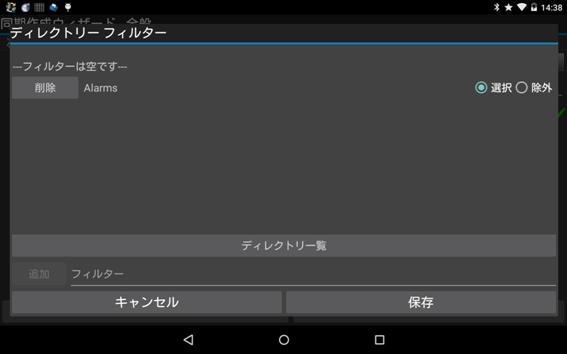 14:38
同期作成ウィザード 全般
ディレクトリー フィルター
---フィルターは空です---
削除 Alarms 選択 除外
ディレクトリ一覧
追加 フィルター
キャンセル 保存